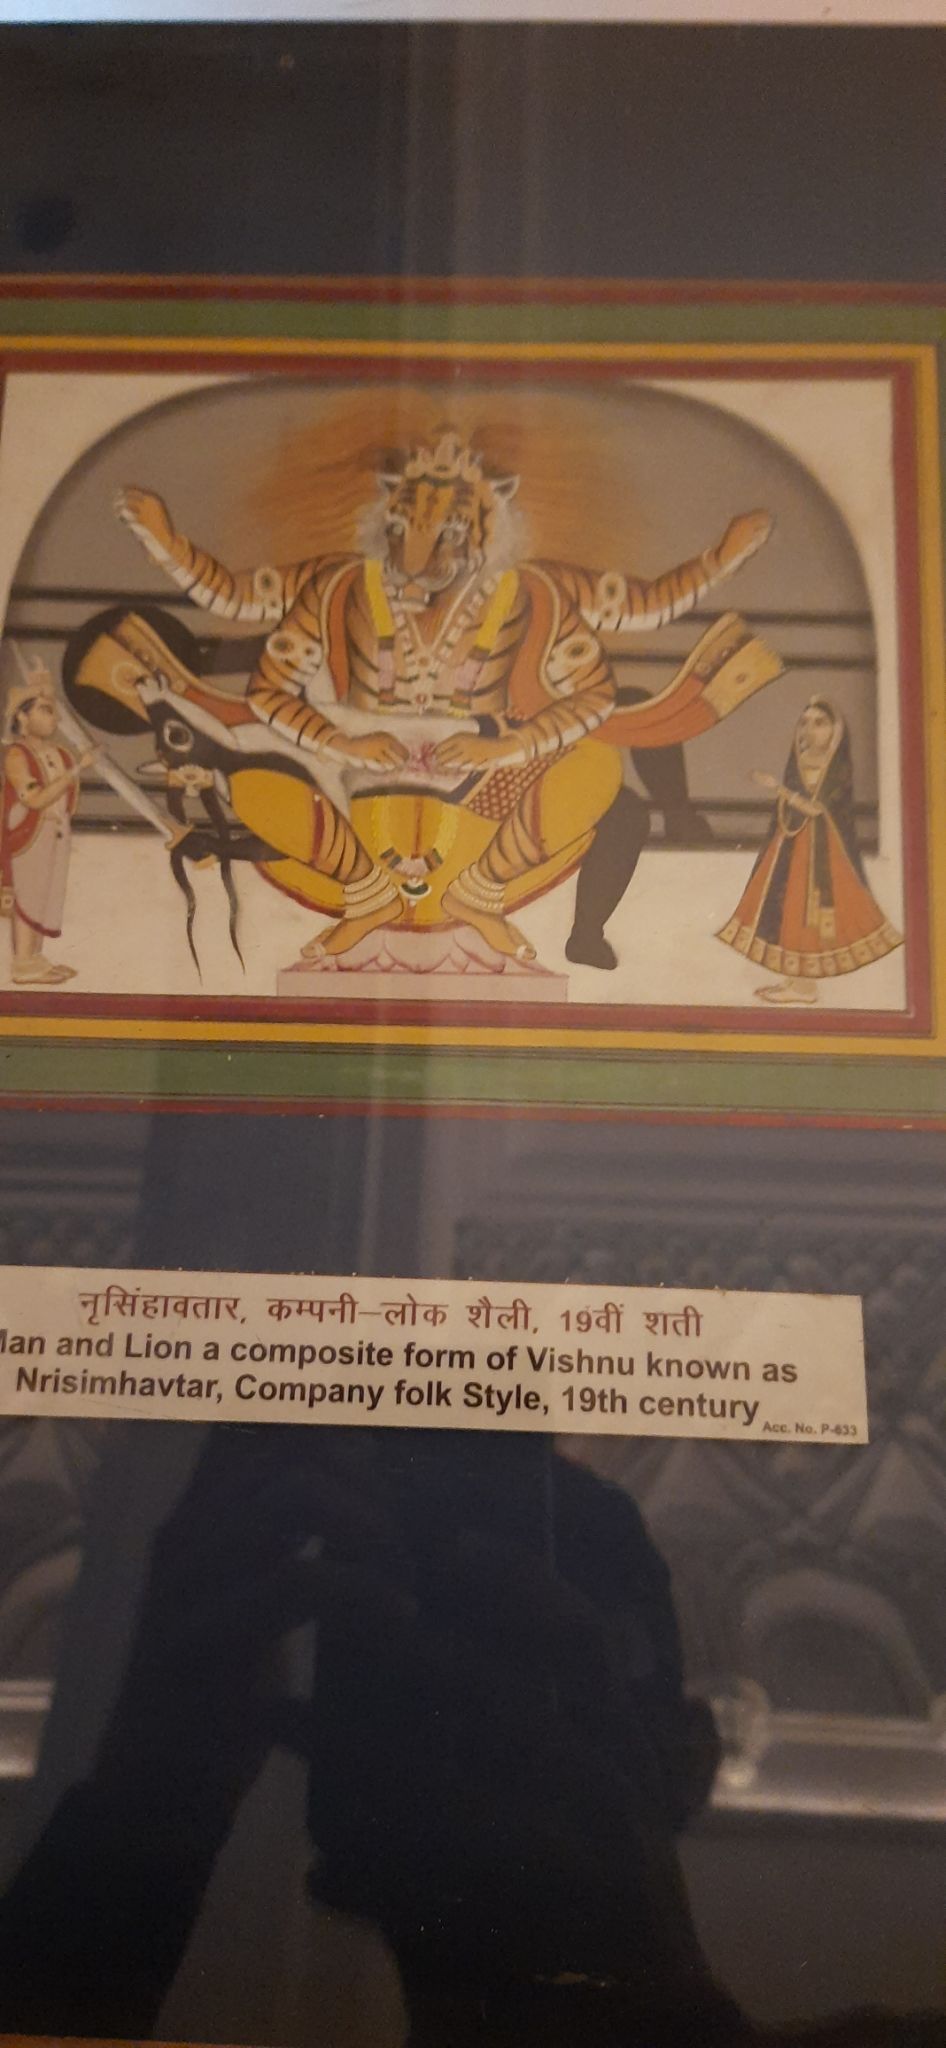 नृसिंहावतार, कम्पनी–लोक शैली, 19वीं शती
and Lion a composite form of Vishnu known as
Nrisimhavtar, Company folk Style, 19th century
Acc. No. P-633